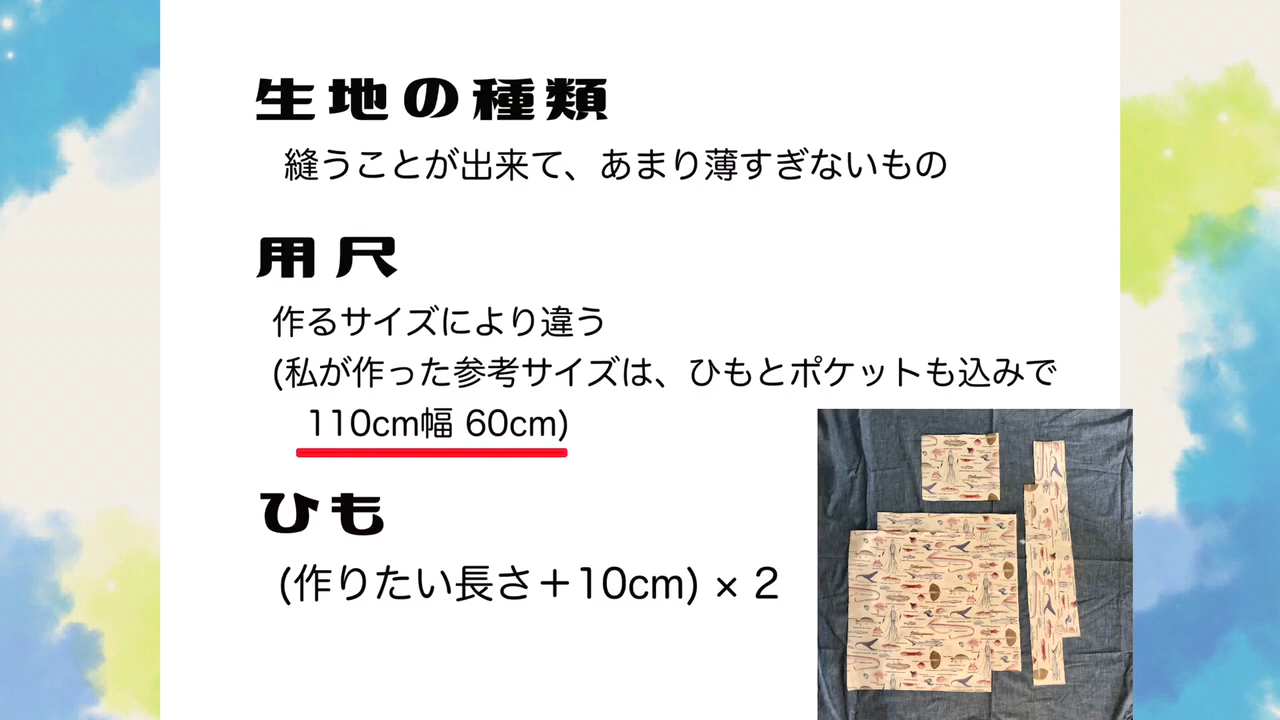 生地の種類
縫うことが出来て、あまり薄すぎないもの
用尺
作るサイズにより違う
(私が作った参考サイズは、ひもとポケットも込みで
110cm幅 60cm)
ひも
(作りたい長さ＋10cm) × 2